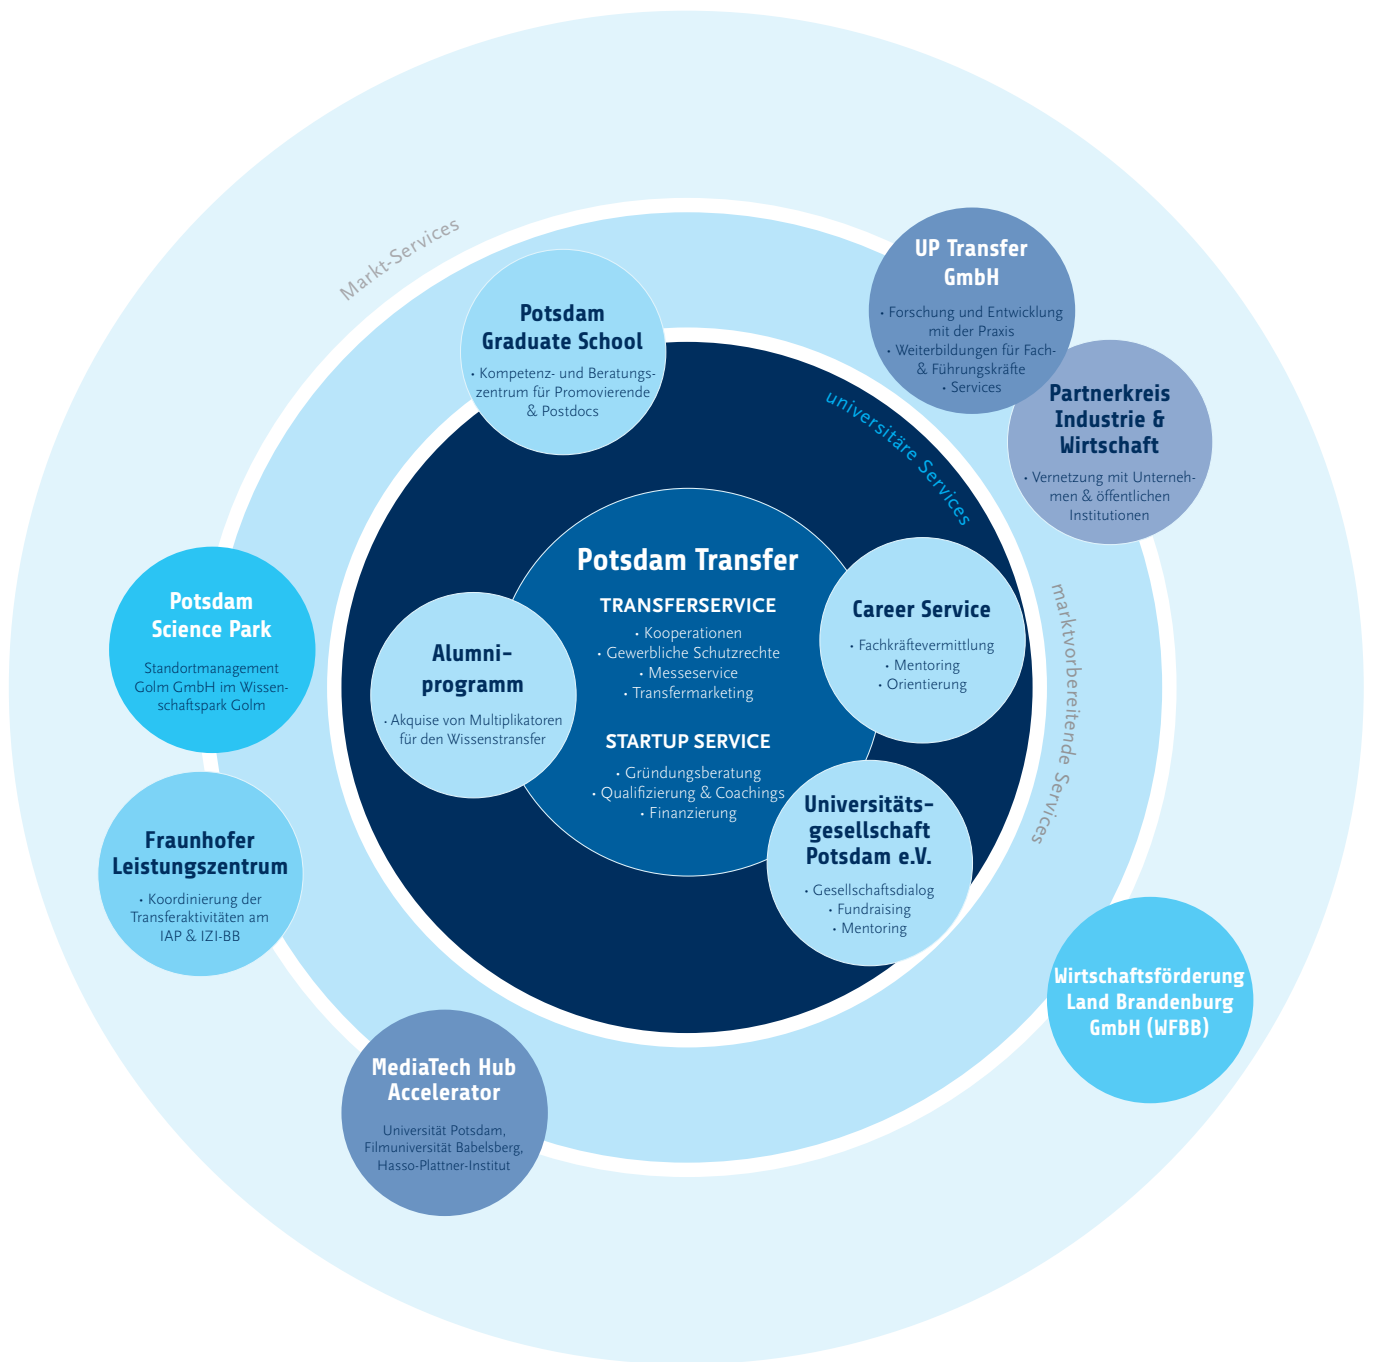 Markt-Services
UP Transfer
GmbH
• Forschung und Entwicklung
mit der Praxis
• Weiterbildungen für Fach-
& Führungskräfte
• Services
Potsdam
Graduate School
• Kompetenz- und Beratungs-
zentrum für Promovierende
& Postdocs
Partnerkreis
Industrie &
Wirtschaft
• Vernetzung mit Unterneh-
men & öffentlichen
Institutionen
universitäre Services
Potsdam Transfer
TRANSFERSERVICE
• Kooperationen
• Gewerbliche Schutzrechte
• Messeservice
• Transfermarketing
STARTUP SERVICE
• Gründungsberatung
• Qualifizierung & Coachings
• Finanzierung
Career Service
• Fachkräftevermittlung
• Mentoring
• Orientierung
marktvorbereitende Services
Potsdam
Science Park
Standortmanagement
Golm GmbH im Wissen-
schaftspark Golm
Alumni-
programm
• Akquise von Multiplikatoren
für den Wissenstransfer
Universitäts-
gesellschaft
Potsdam e.V.
• Gesellschaftsdialog
• Fundraising
• Mentoring
Fraunhofer
Leistungszentrum
• Koordinierung der
Transferaktivitäten am
IAP & IZI-BB
Wirtschaftsförderung
Land Brandenburg
GmbH (WFBB)
MediaTech Hub
Accelerator
Universität Potsdam,
Filmuniversität Babelsberg,
Hasso-Plattner-Institut